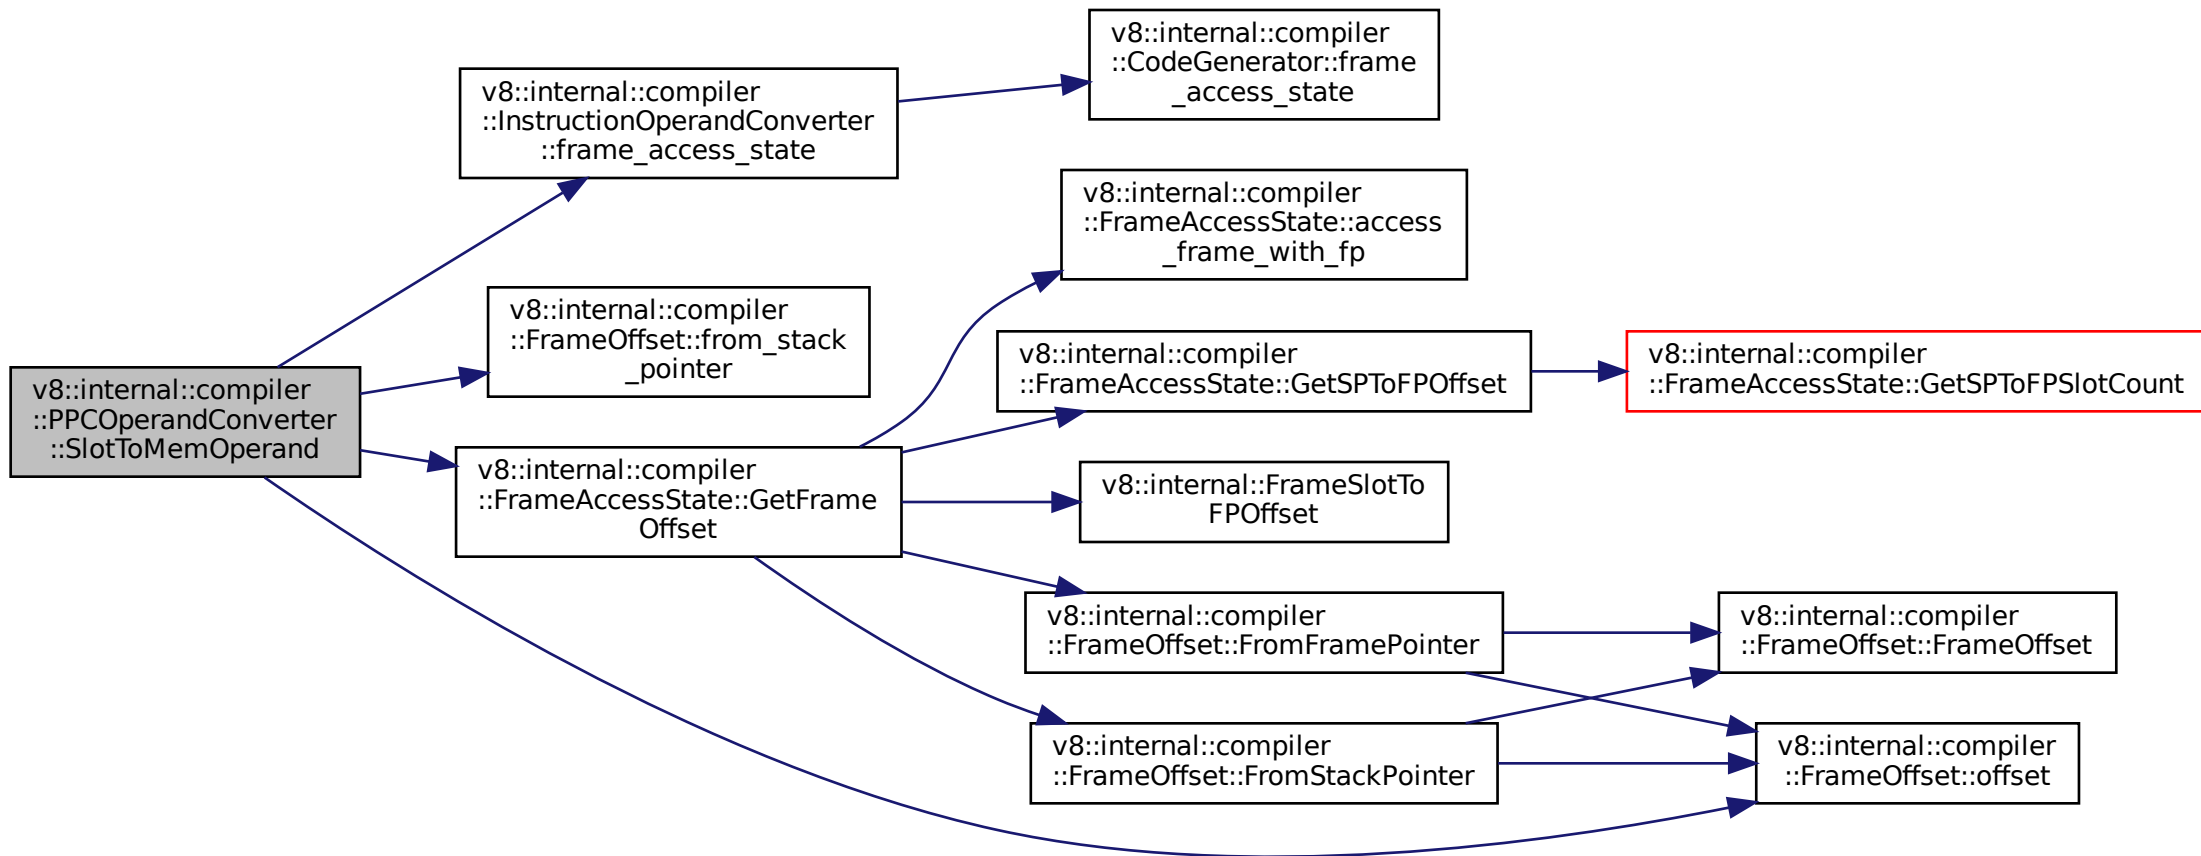 v8::internal::compiler
::CodeGenerator::frame
_access_state
v8::internal::compiler
::InstructionOperandConverter
::frame_access_state
v8::internal::compiler
::FrameAccessState::access
_frame_with_fp
v8::internal::compiler
::FrameOffset::from_stack
_pointer
v8::internal::compiler
::FrameAccessState::GetSPToFPOffset
v8::internal::compiler
::FrameAccessState::GetSPToFPSlotCount
v8::internal::compiler
::PPCOperandConverter
::SlotToMemOperand
v8::internal::compiler
::FrameAccessState::GetFrame
Offset
v8::internal::FrameSlotTo
FPOffset
v8::internal::compiler
::FrameOffset::FromFramePointer
v8::internal::compiler
::FrameOffset::FrameOffset
v8::internal::compiler
::FrameOffset::FromStackPointer
v8::internal::compiler
::FrameOffset::offset